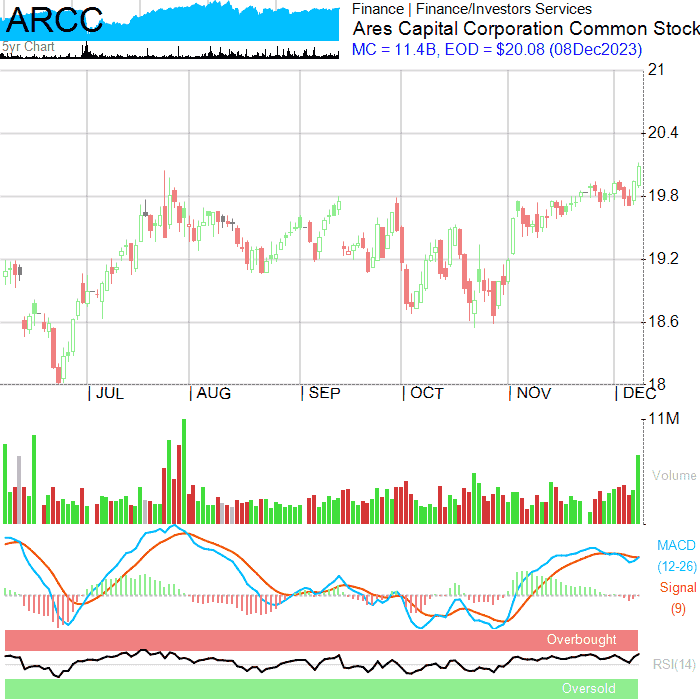 ARCC
5yr Chart
Finance | Finance/Investors Services
Ares Capital Corporation Common Stock
MC = 11.4B, EOD = $20.08 (08Dec2023)
21
20.4
19.8
19.2
18.6
18
JUL AUG SEP OCT NOV DEC
11M
Volume
MACD
(12-26)
Signal
(9)
Overbought
RSI(14)
Oversold